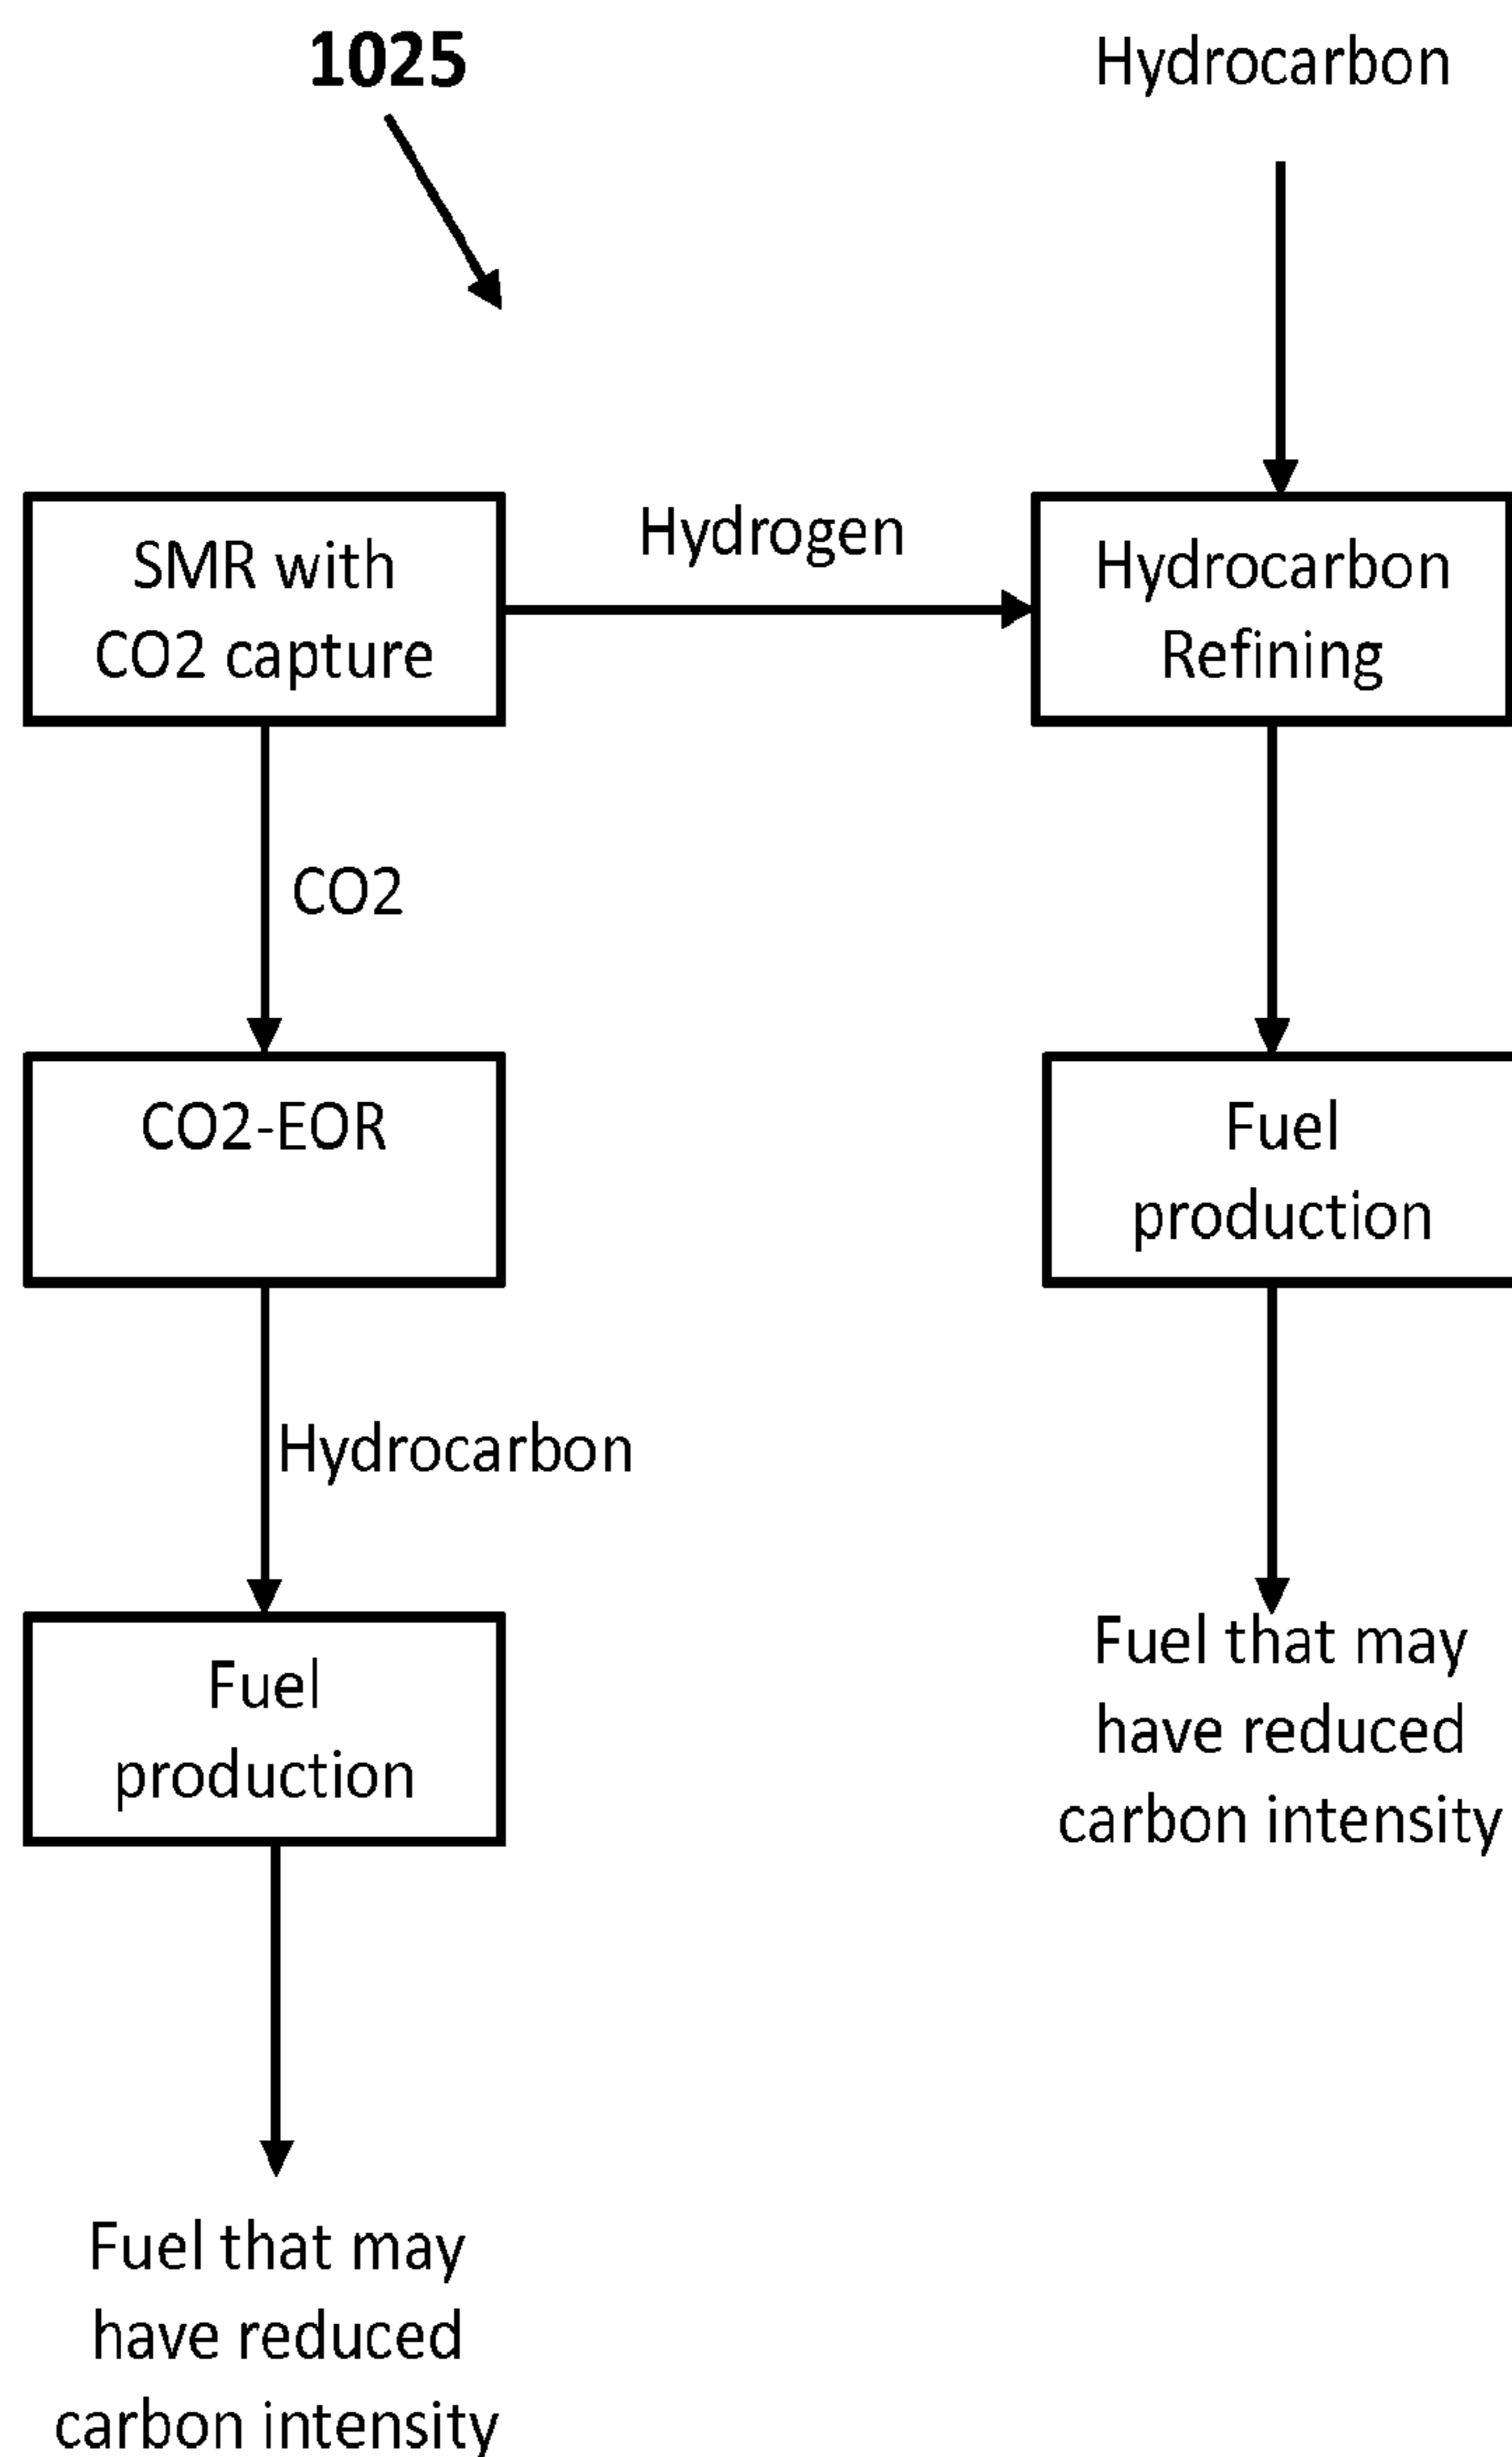 1025
Hydrocarbon
SMR with
CO2 capture
Hydrogen
Hydrocarbon
Refining
CO2
CO2-EOR
Fuel
production
Hydrocarbon
Fuel
production
Fuel that may
have reduced
carbon intensity
Fuel that may
have reduced
carbon intensity